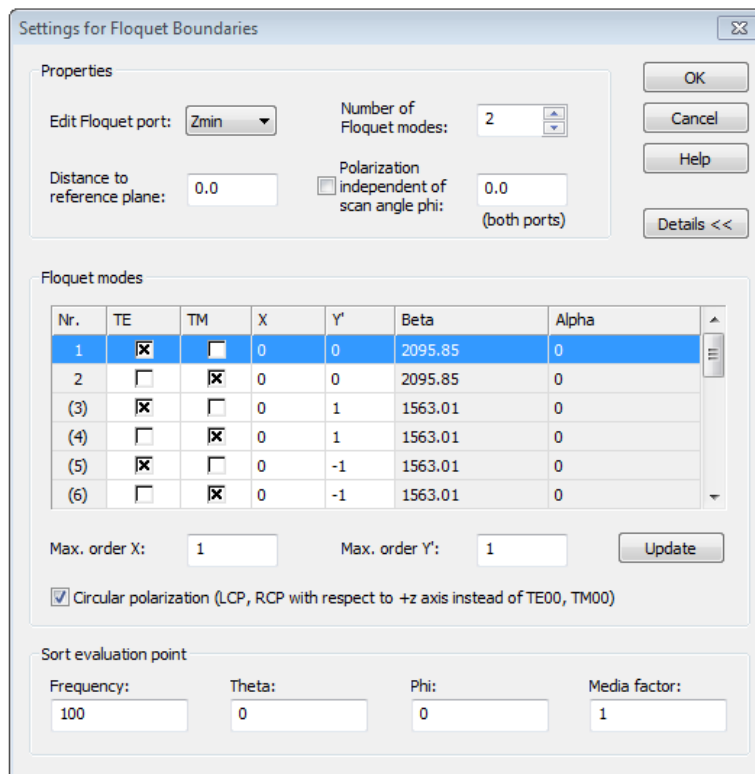 Settings for Floquet Boundaries
Properties
Edit Floquet port: Zmin
Number of
Floquet modes: 2
Distance to
reference plane: 0.0
Polarization
independent of
scan angle phi: 0.0
(both ports)
OK
Cancel
Help
Details <<
Floquet modes
Nr. TE TM X Y' Beta Alpha
1 0 0 2095.85 0
2 0 0 2095.85 0
(3) 0 1 1563.01 0
(4) 0 1 1563.01 0
(5) 0 -1 1563.01 0
(6) 0 -1 1563.01 0
Max. order X: 1 Max. order Y': 1 Update
Circular polarization (LCP, RCP with respect to +z axis instead of TE00, TM00)
Sort evaluation point
Frequency: Theta: Phi: Media factor:
100 0 0 1